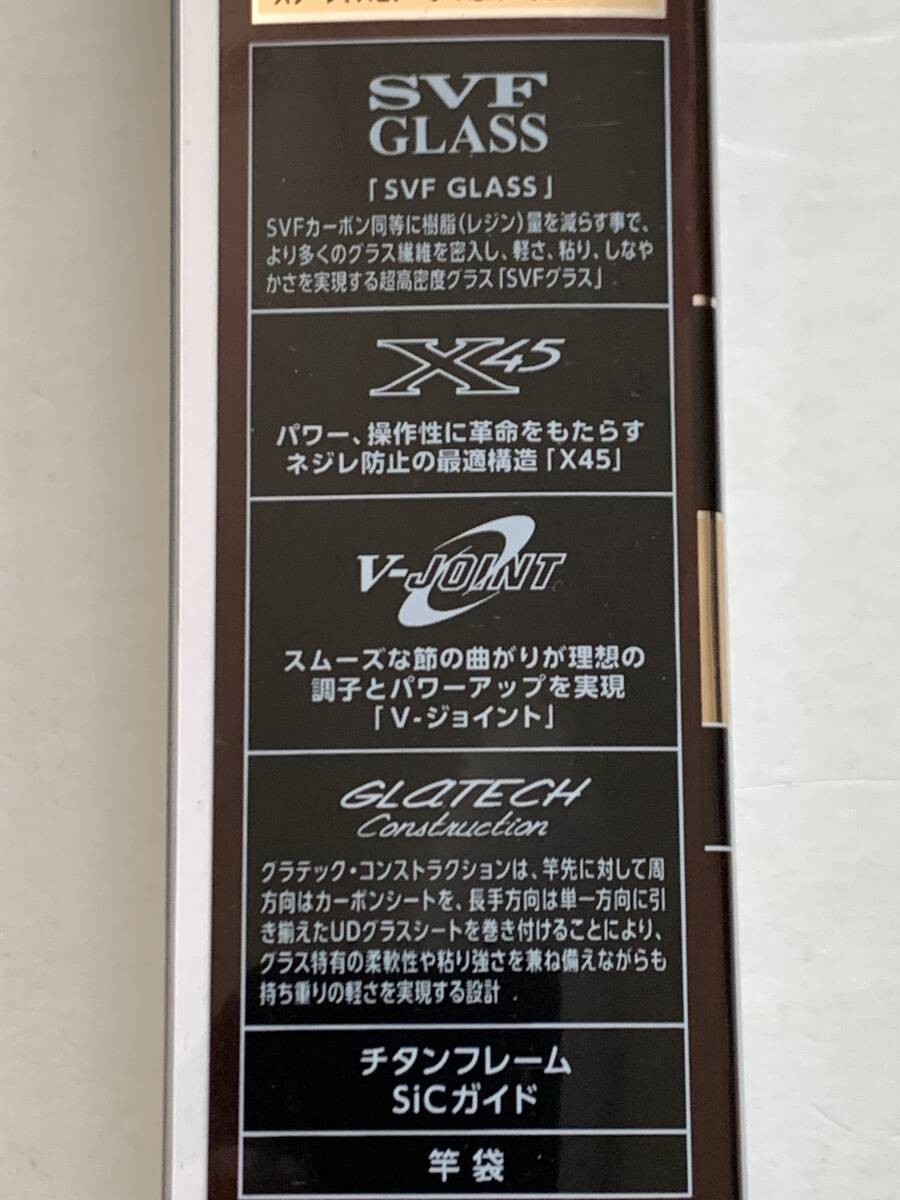 SVF
GLASS
「SVF GLASS」
SVFカーボン同等に樹脂(レジン)量を減らす事で、
より多くのグラス繊維を密入し、軽さ、粘り、しなや
かさを実現する超高密度グラス「SVFグラス」
X45
パワー、操作性に革命をもたらす
ネジレ防止の最適構造「X45」
V-JOINT
スムーズな節の曲がりが理想の
調子とパワーアップを実現
「V-ジョイント」
GLATECH
Construction
グラテック・コンストラクションは、竿先に対して周
方向はカーボンシートを、長手方向は単一方向に引
き揃えたUDグラスシートを巻き付けることにより、
グラス特有の柔軟性や粘り強さを兼ね備えながらも
持ち重りの軽さを実現する設計.
チタンフレーム
SiCガイド
竿袋